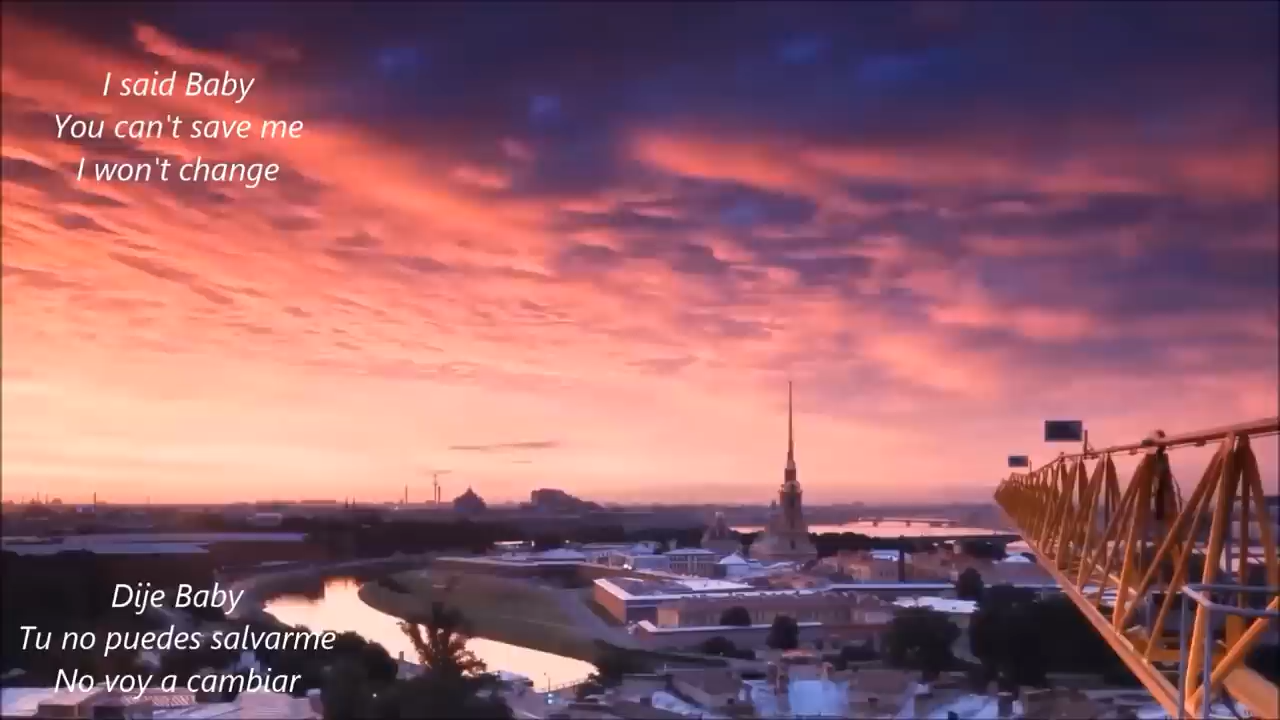 I said Baby
You can't save me
I won't change
Dije Baby
Tu no puedes salvarme
No voy a cambiar